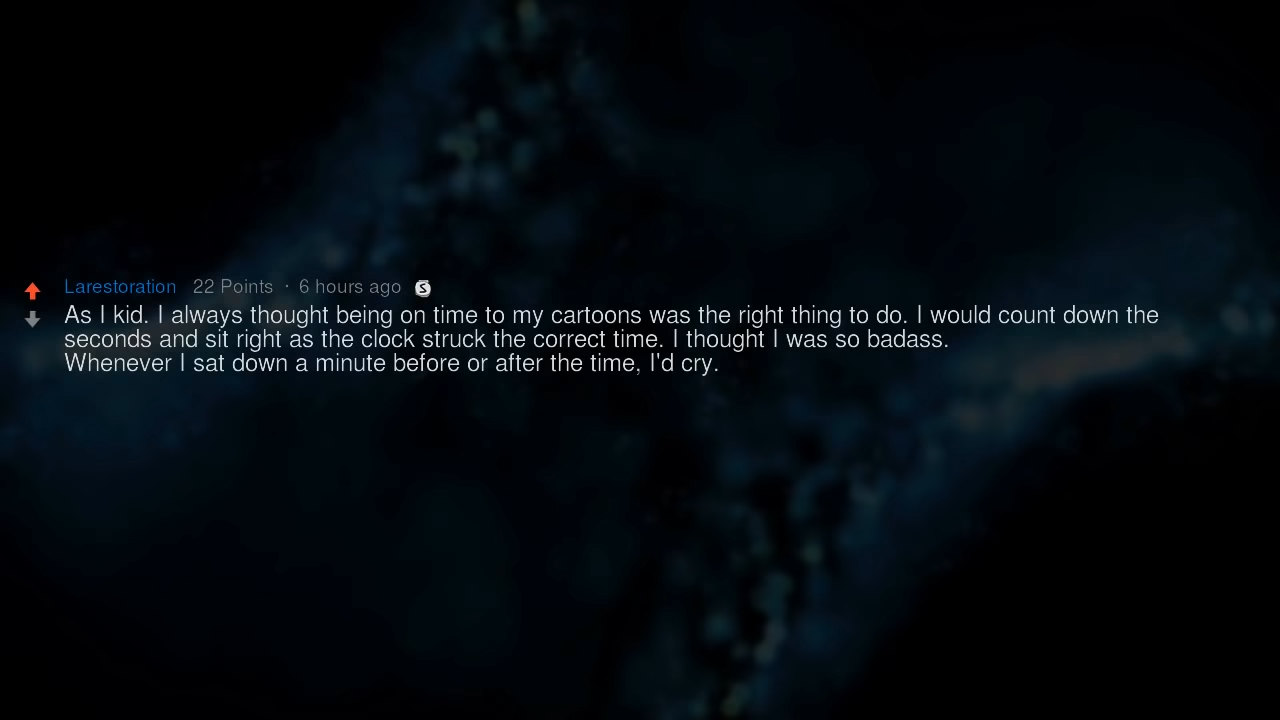 Larestoration 22 Points · 6 hours ago S
As I kid. I always thought being on time to my cartoons was the right thing to do. I would count down the
seconds and sit right as the clock struck the correct time. I thought I was so badass.
Whenever I sat down a minute before or after the time, I'd cry.